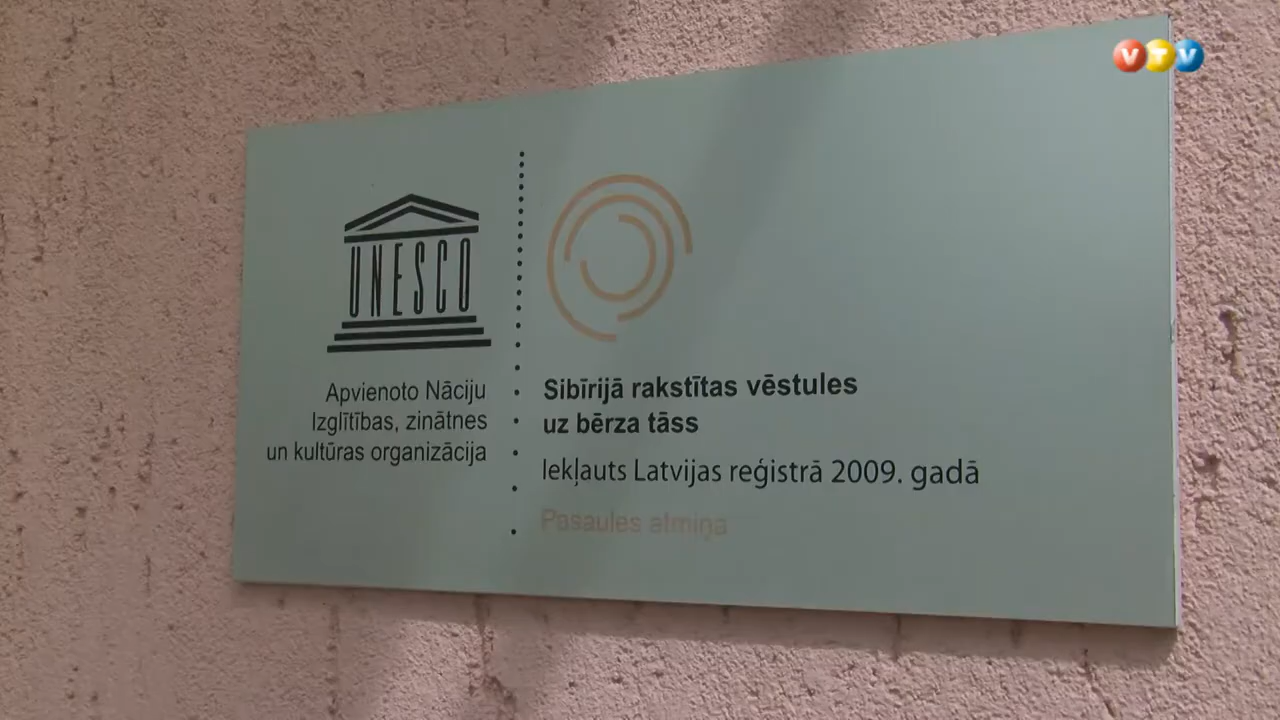 VTV
UNESCO
Apvienoto Nāciju
Izglītības, zinātnes
un kultūras organizācija
Sibīrijā rakstītas vēstules
uz bērza tāss
Iekļauts Latvijas reģistrā 2009. gadā
Pasaules atmiņa